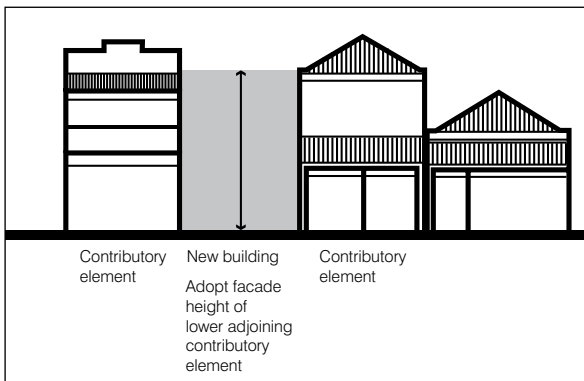 Contributory
element
New building
Adopt facade
height of
lower adjoining
contributory
element
Contributory
element